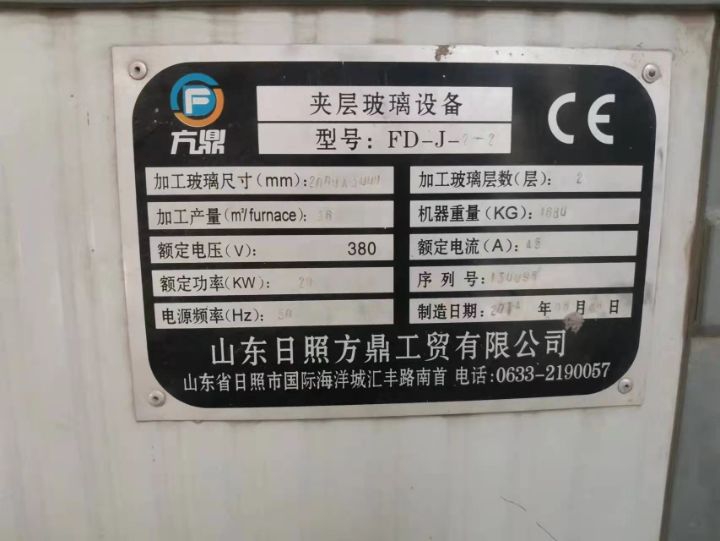 方鼎
夹层玻璃设备
CE
型号: FD-J-2-2
加工玻璃尺寸(mm):
加工玻璃层数(层): 2
加工产量(m²/furnace):
机器重量(KG):
额定电压(V): 380
额定电流(A):
额定功率(KW):
序列号:
电源频率(Hz): 50
制造日期: 年 月 日
山东日照方鼎工贸有限公司
山东省日照市国际海洋城汇丰路南首 电话:0633-2190057